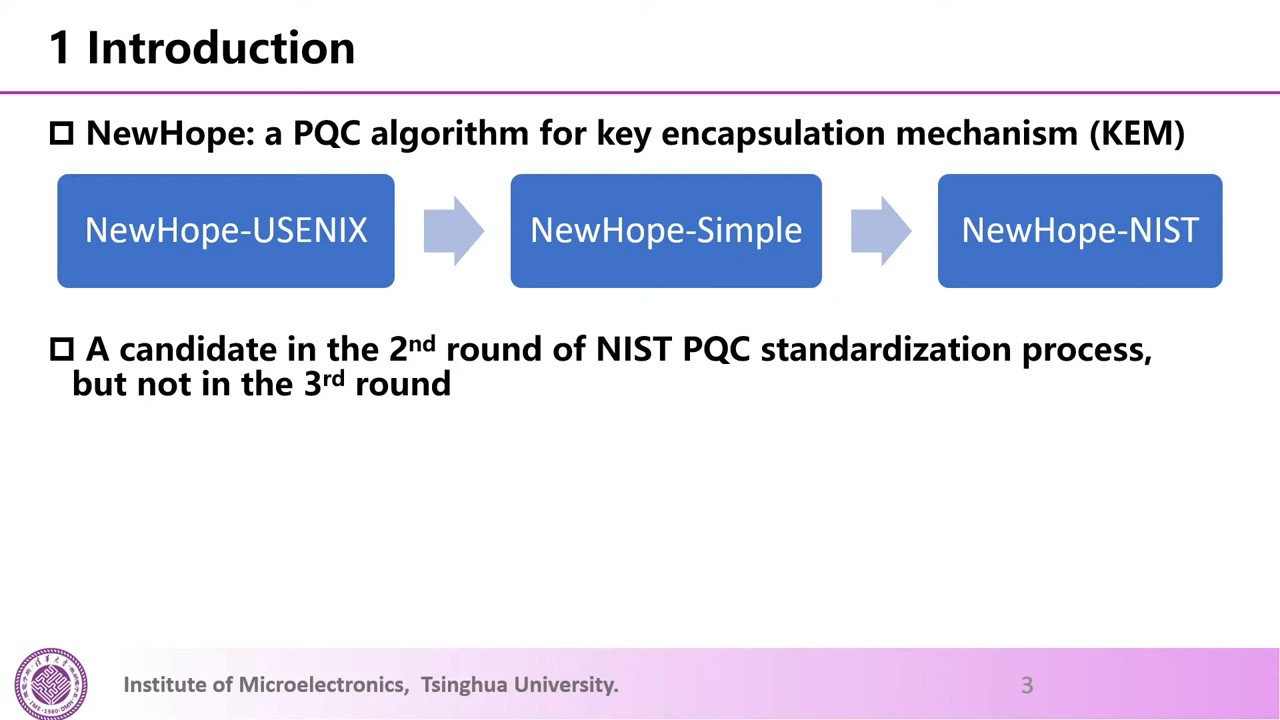 1 Introduction
NewHope: a PQC algorithm for key encapsulation mechanism (KEM)
NewHope-USENIX
NewHope-Simple
NewHope-NIST
A candidate in the 2nd round of NIST PQC standardization process,
but not in the 3rd round
Institute of Microelectronics, Tsinghua University.
3